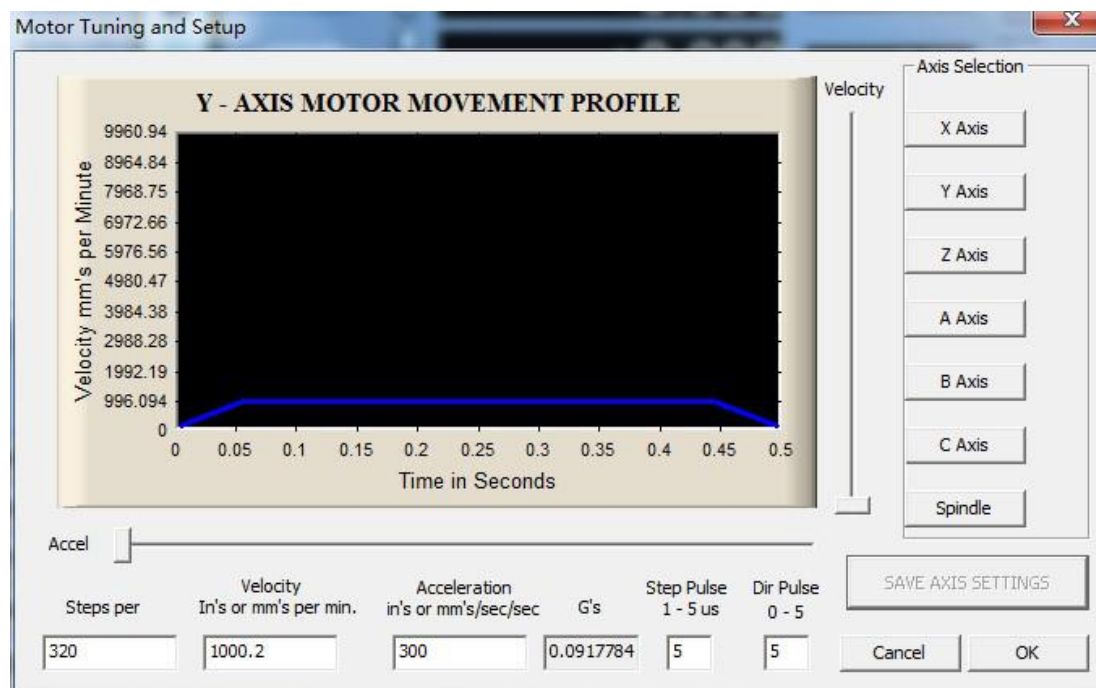 Motor Tuning and Setup
x
Axis Selection
Velocity
Y - AXIS MOTOR MOVEMENT PROFILE
Velocity mm's per Minute
9960.94
8964.84
7968.75
6972.66
5976.56
4980.47
3984.38
2988.28
1992.19
996.094
0
0 0.05 0.1 0.15 0.2 0.25 0.3 0.35 0.4 0.45 0.5
Time in Seconds
X Axis
Y Axis
Z Axis
A Axis
B Axis
C Axis
Spindle
Accel
Steps per
Velocity
In's or mm's per min.
Acceleration
in's or mm's/sec/sec
G's
Step Pulse
1 - 5 us
Dir Pulse
0 - 5
SAVE AXIS SETTINGS
320 1000.2 300 0.0917784 5 5
Cancel OK